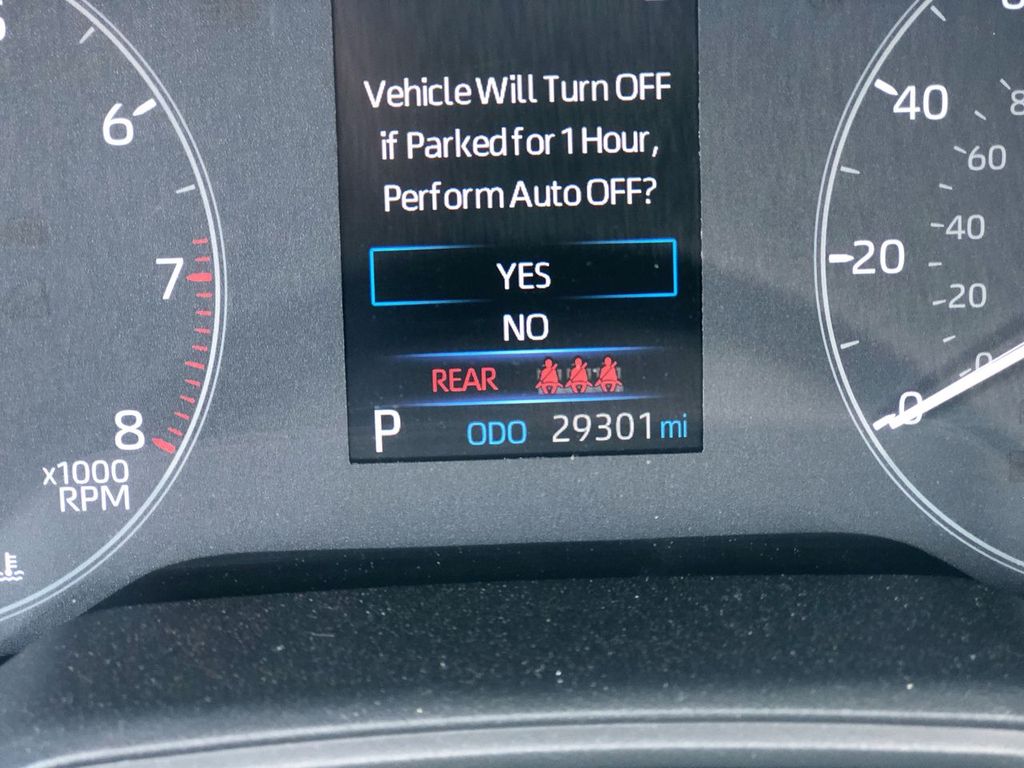 Vehicle Will Turn OFF
if Parked for 1 Hour,
Perform Auto OFF?
YES
NO
REAR
P ODO 29301 mi
6
7
8
x1000
RPM
40
20
0
60
40
20
0